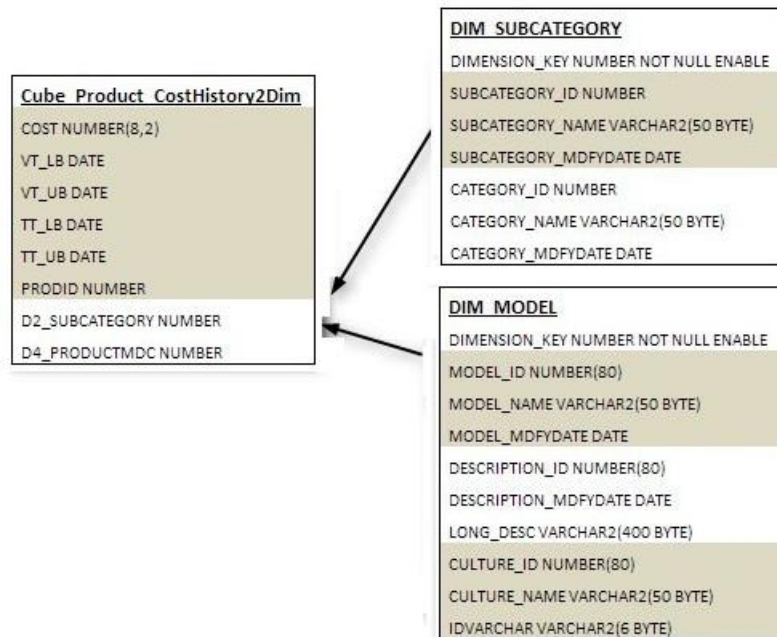 Cube_Product_CostHistory2Dim
COST NUMBER(8,2)
VT_LB DATE
VT_UB DATE
TT_LB DATE
TT_UB DATE
PRODID NUMBER
D2_SUBCATEGORY NUMBER
D4_PRODUCTMDC NUMBER
DIM_SUBCATEGORY
DIMENSION_KEY NUMBER NOT NULL ENABLE
SUBCATEGORY_ID NUMBER
SUBCATEGORY_NAME VARCHAR2(50 BYTE)
SUBCATEGORY_MDFYDATE DATE
CATEGORY_ID NUMBER
CATEGORY_NAME VARCHAR2(50 BYTE)
CATEGORY_MDFYDATE DATE
DIM_MODEL
DIMENSION_KEY NUMBER NOT NULL ENABLE
MODEL_ID NUMBER(80)
MODEL_NAME VARCHAR2(50 BYTE)
MODEL_MDFYDATE DATE
DESCRIPTION_ID NUMBER(80)
DESCRIPTION_MDFYDATE DATE
LONG_DESC VARCHAR2(400 BYTE)
CULTURE_ID NUMBER(80)
CULTURE_NAME VARCHAR2(50 BYTE)
IDVARCHAR VARCHAR2(6 BYTE)